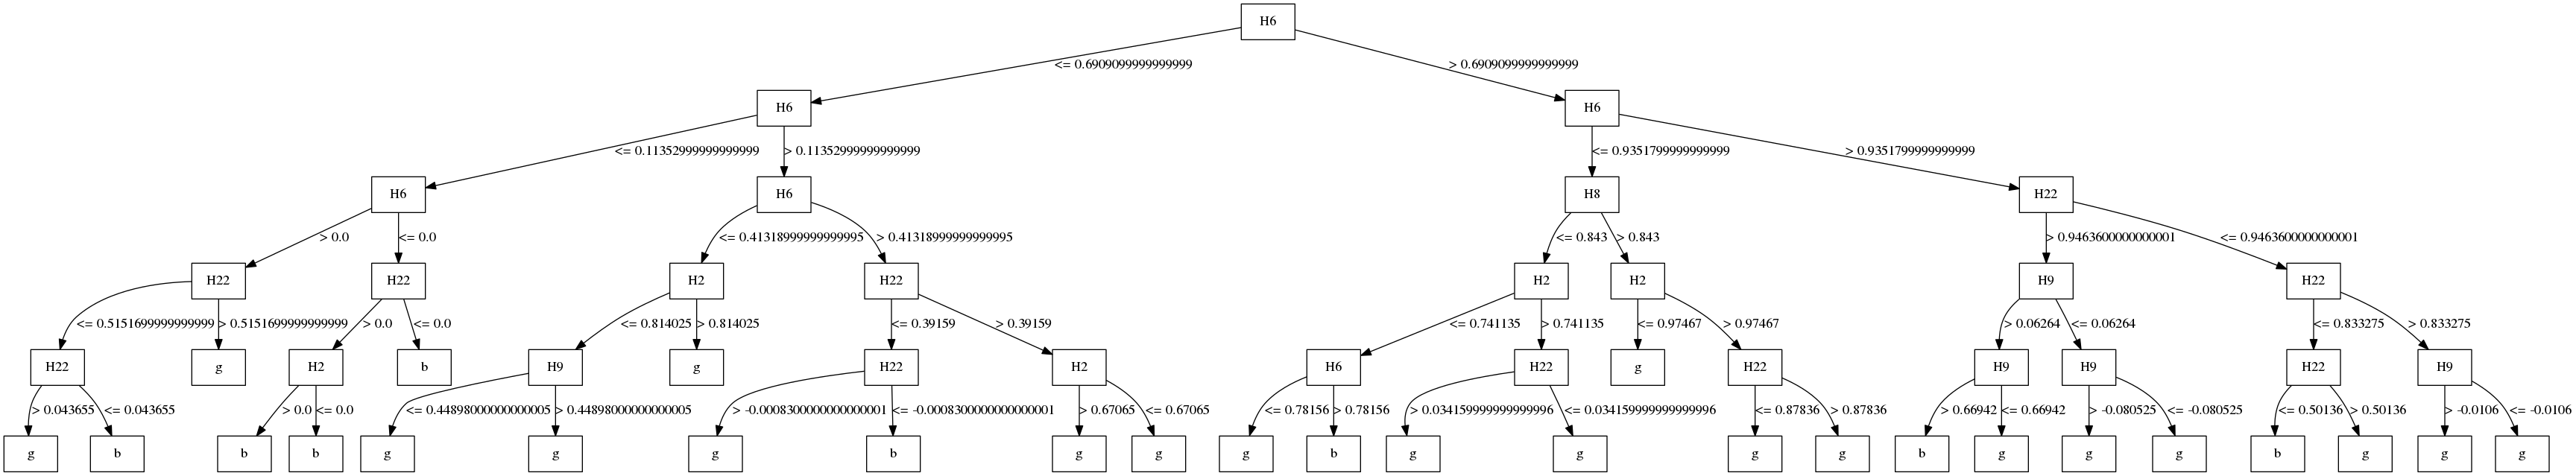 H6
<= 0.6909099999999999 > 0.6909099999999999
H6 H6
<= 0.11352999999999999 > 0.11352999999999999 <= 0.9351799999999999 > 0.9351799999999999
H6 H6 H8 H22
> 0.0 <= 0.0 <= 0.41318999999999995 > 0.41318999999999995 <= 0.843 > 0.843 > 0.9463600000000001 <= 0.9463600000000001
H22 H22 H2 H22 H2 H2 H9 H22
<= 0.5151699999999999 > 0.5151699999999999 > 0.0 <= 0.0 <= 0.814025 > 0.814025 <= 0.39159 > 0.39159 <= 0.741135 > 0.741135 <= 0.97467 > 0.97467 > 0.06264 <= 0.06264 <= 0.833275 > 0.833275
H22 g H2 b H9 g H22 H2 H6 H22 g H22 H9 H9 H22 H9
> 0.043655 <= 0.043655 > 0.0 <= 0.0 <= 0.44898000000000005 > 0.44898000000000005 > -0.0008300000000000001 <= -0.0008300000000000001 > 0.67065 <= 0.67065 <= 0.78156 > 0.78156 > 0.034159999999999996 <= 0.034159999999999996 <= 0.87836 > 0.87836 > 0.66942 <= 0.66942 > -0.080525 <= -0.080525 <= 0.50136 > 0.50136 > -0.0106 <= -0.0106
g b b b g g g b g g g b g g g g b g g g b g g g